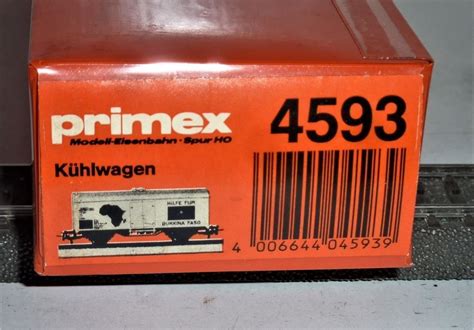 primex
Modell-Eisenbahn · Spur HO
4593
Kühlwagen
HILFE FÜR
BURKINA FASO
4 006644 045939